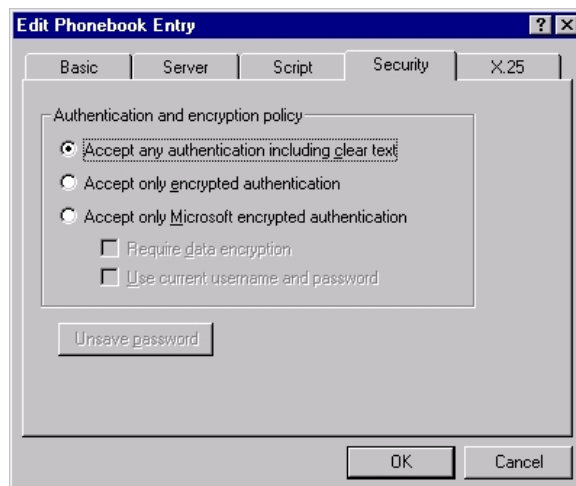 Edit Phonebook Entry
Basic Server Script Security X.25
Authentication and encryption policy
Accept any authentication including clear text
Accept only encrypted authentication
Accept only Microsoft encrypted authentication
Require data encryption
Use current username and password
Unsave password
OK Cancel